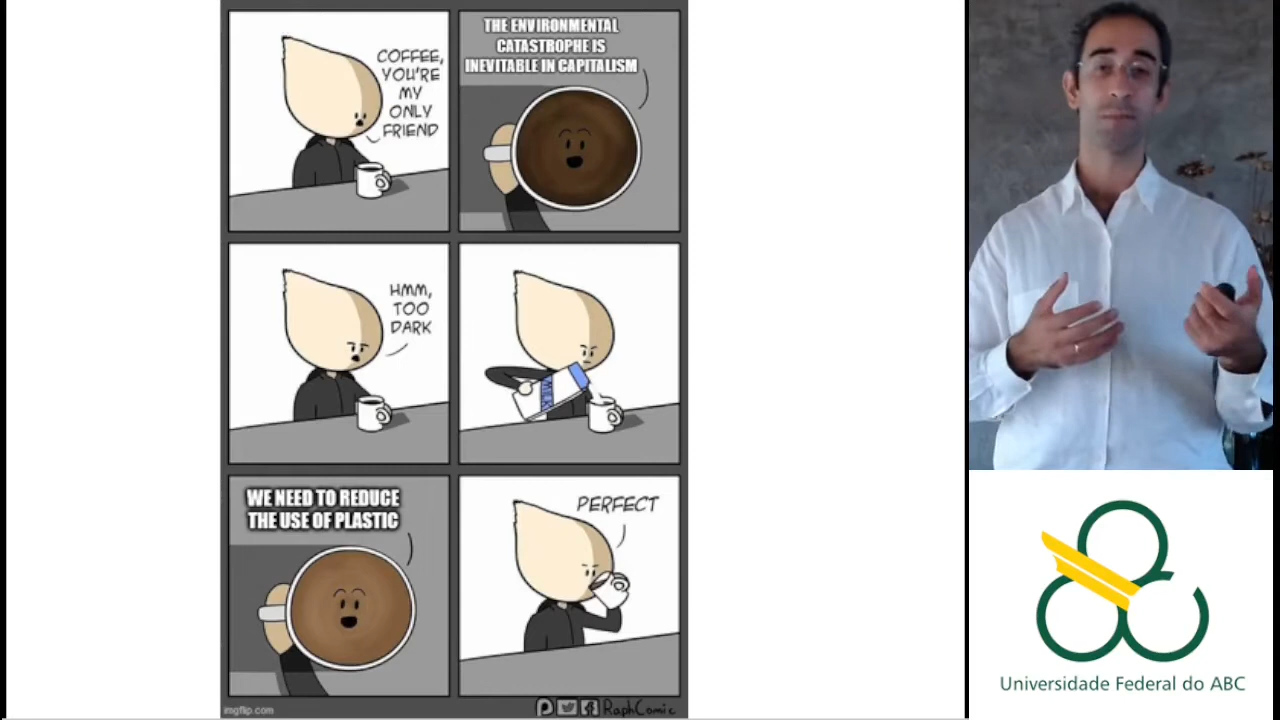 COFFEE,
YOU'RE
MY
ONLY
FRIEND
THE ENVIRONMENTAL
CATASTROPHE IS
INEVITABLE IN CAPITALISM
HMM,
TOO
DARK
MILK
WE NEED TO REDUCE
THE USE OF PLASTIC
PERFECT
imgflip.com
RaphComic
Universidade Federal do ABC